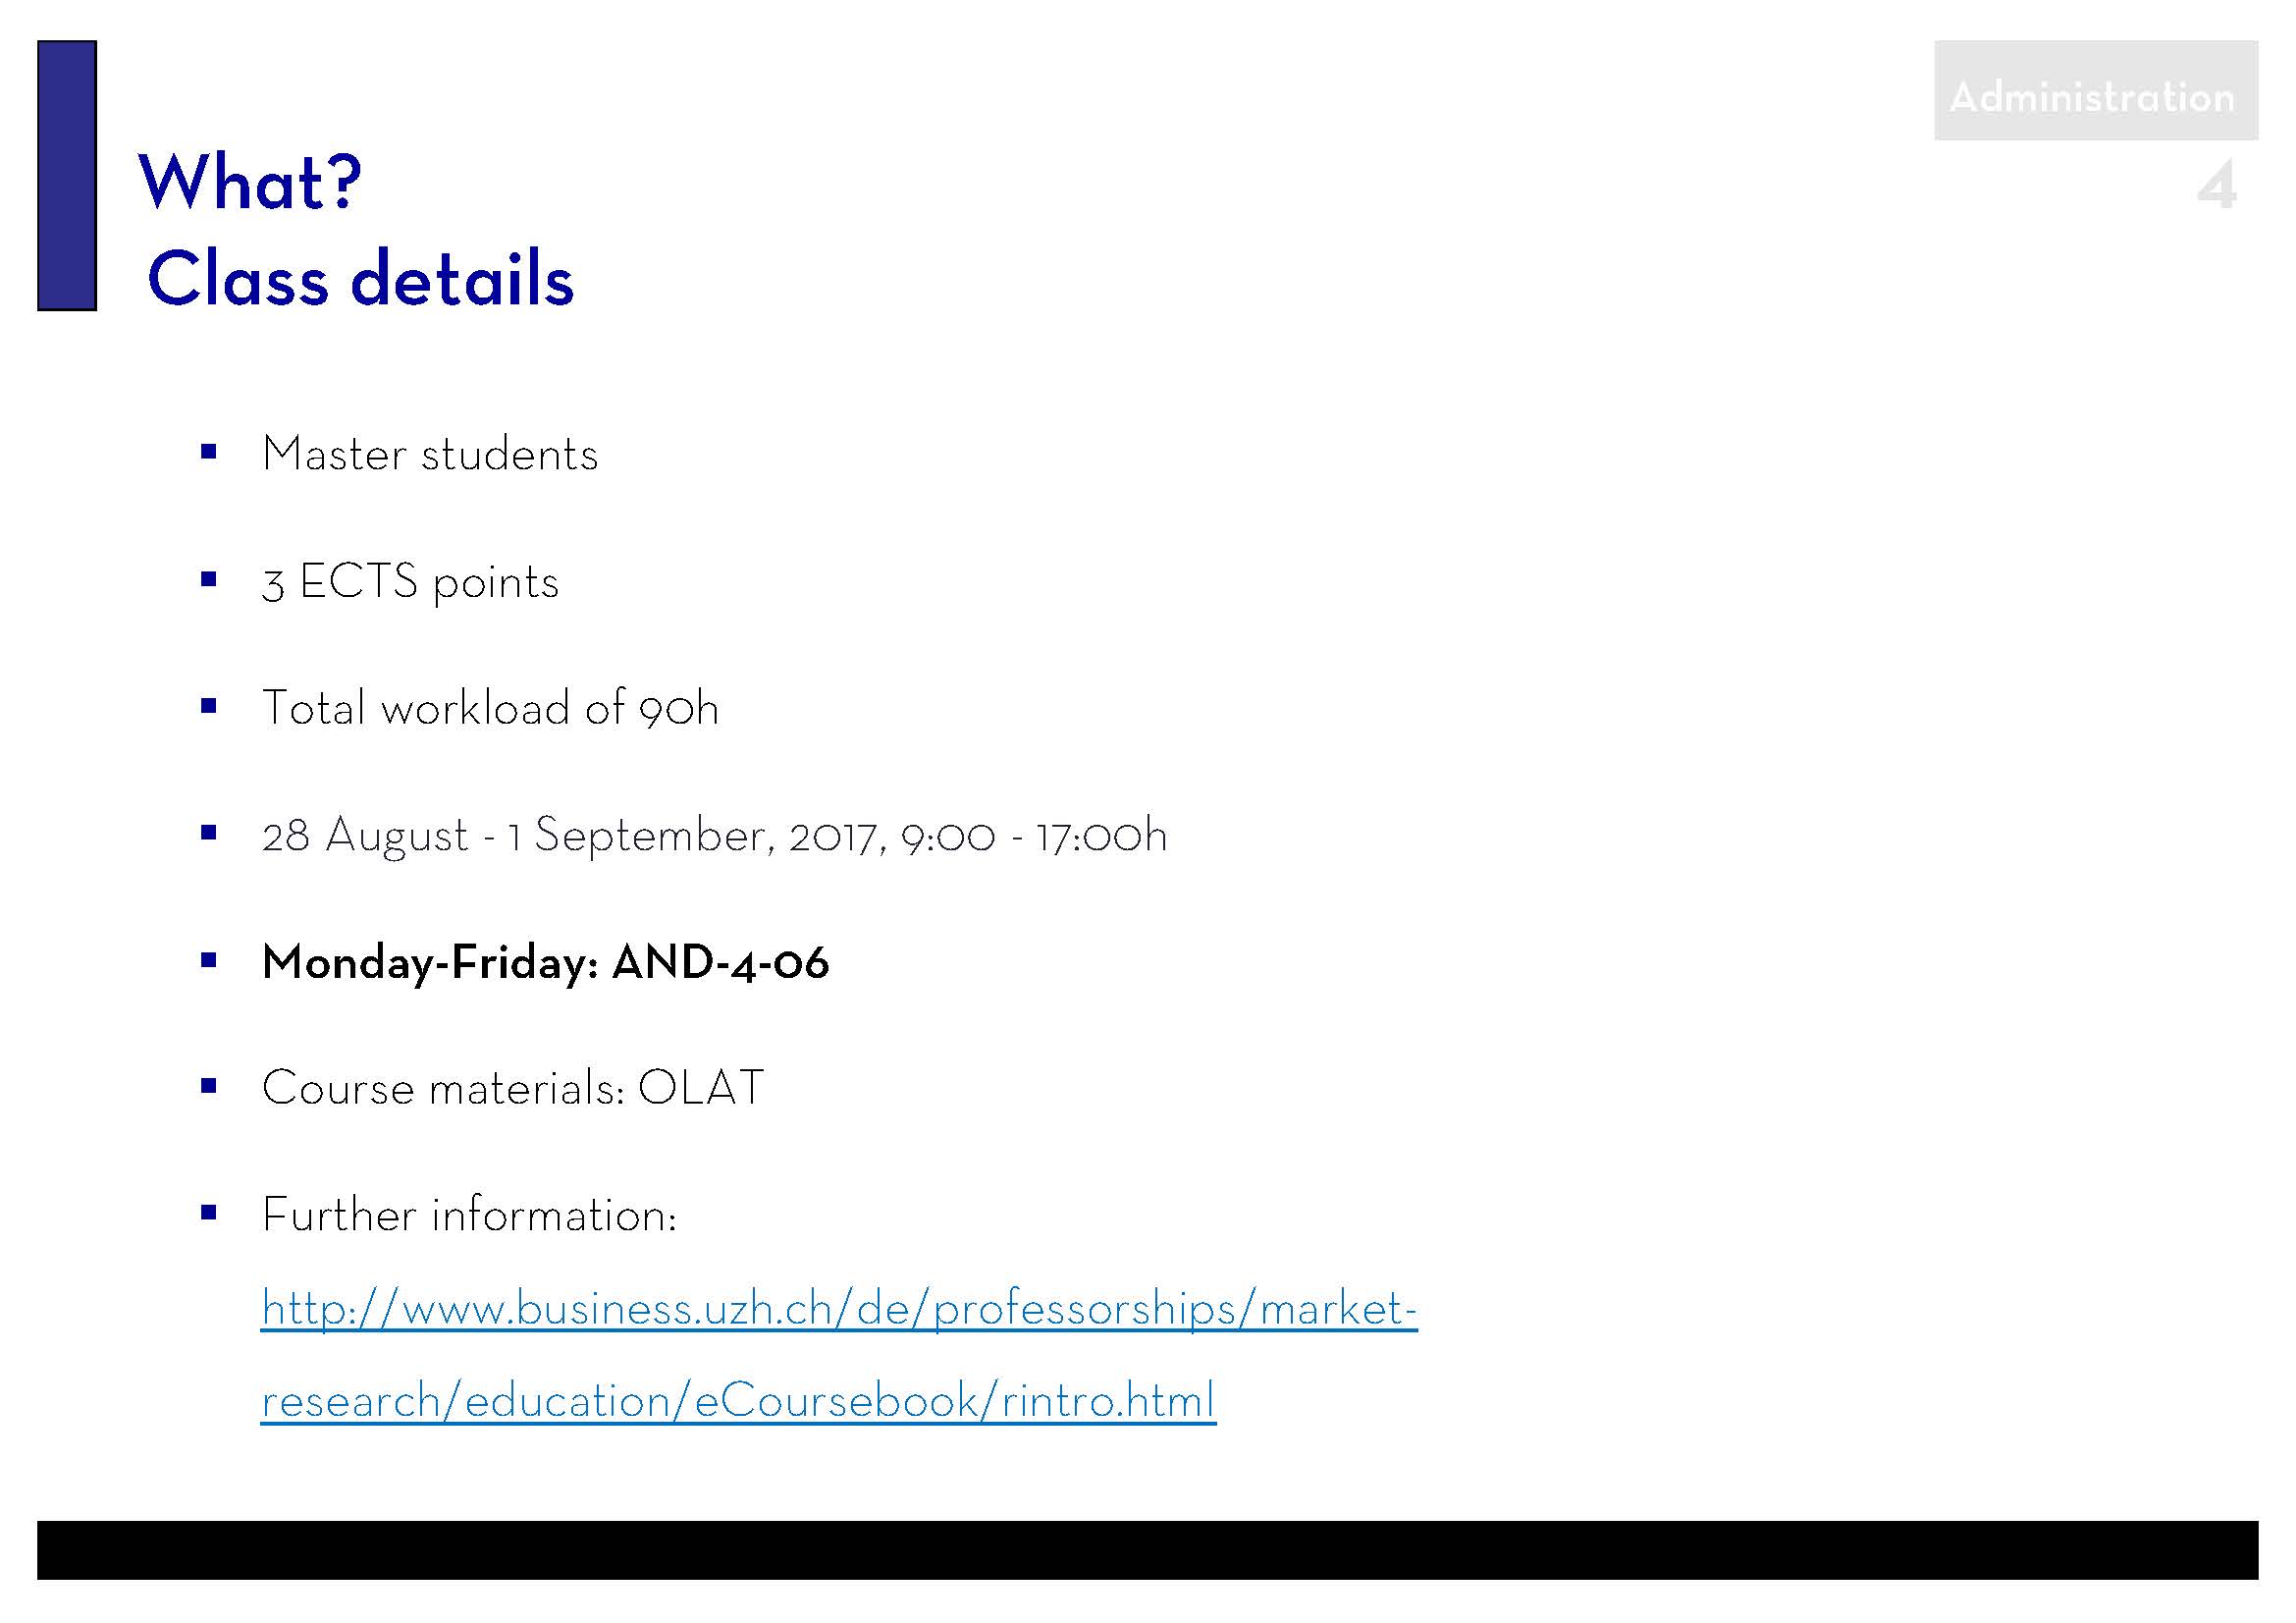 Administration
4
What?
Class details
▪ Master students
▪ 3 ECTS points
▪ Total workload of 90h
▪ 28 August - 1 September, 2017, 9:00 - 17:00h
▪ Monday-Friday: AND-4-06
▪ Course materials: OLAT
▪ Further information:
http://www.business.uzh.ch/de/professorships/market-
research/education/eCoursebook/rintro.html